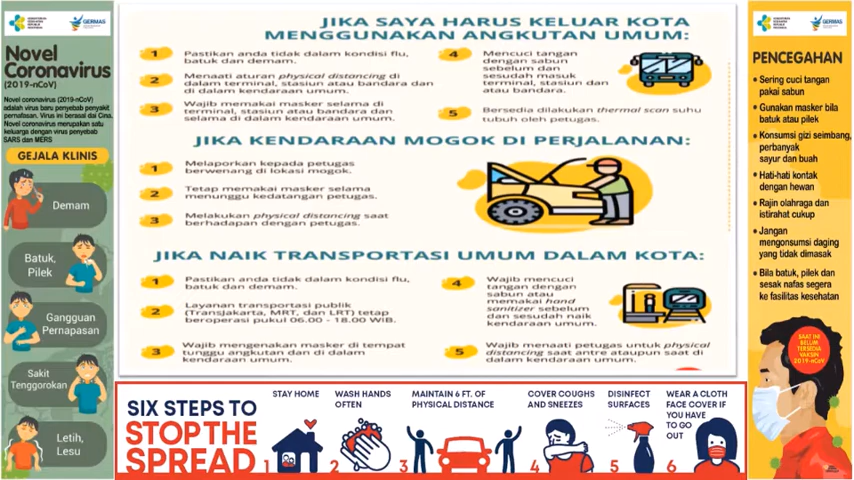 GERMAS
Novel
Coronavirus
(2019-nCoV)
Novel coronavirus (2019-nCoV)
adalah virus baru penyebab penyakit
pernafasan. Virus ini berasal dai Cina.
Novel coronavirus merupakan satu
keluarga dengan virus penyebab
SARS dan MERS
GEJALA KLINIS
Demam
Batuk,
Pilek
Gangguan
Pernapasan
Sakit
Tenggorokan
Letih,
Lesu
JIKA SAYA HARUS KELUAR KOTA
MENGGUNAKAN ANGKUTAN UMUM:
1 Pastikan anda tidak dalam kondisi flu,
batuk dan demam.
2 Menaati aturan physical distancing di
terminal, stasiun atau bandara dan
di dalam kendaraan umum.
3 Wajib memakai masker selama di
terminal, stasiun atau bandara dan
selama di dalam kendaraan umum.
4 Mencuci tangan
dengan sabun
sebelum dan
sesudah masuk
terminal, stasiun dan
atau bandara.
5 Bersedia dilakukan thermal scan suhu
tubuh oleh petugas.
JIKA KENDARAAN MOGOK DI PERJALANAN:
1 Melaporkan kepada petugas
berwenang di lokasi mogok.
2 Tetap memakai masker selama
menunggu kedatangan petugas.
3 Melakukan physical distancing saat
berhadapan dengan petugas.
JIKA NAIK TRANSPORTASI UMUM DALAM KOTA:
1 Pastikan anda tidak dalam kondisi flu,
batuk dan demam.
2 Layanan transportasi publik
(TransJakarta, MRT, dan LRT) tetap
beroperasi pukul 06.00 - 18.00 WIB.
3 Wajib mengenakan masker di tempat
tunggu angkutan dan di dalam
kendaraan umum.
4 Wajib mencuci
tangan dengan
sabun atau
memakai hand
sanitizer sebelum
dan sesudah naik
kendaraan umum.
5 Wajib menaati petugas untuk physical
distancing saat antre ataupun saat di
dalam kendaraan umum.
SIX STEPS TO
STOP THE
SPREAD
STAY HOME
1
WASH HANDS
OFTEN
2
MAINTAIN 6 FT. OF
PHYSICAL DISTANCE
3
COVER COUGHS
AND SNEEZES
4
DISINFECT
SURFACES
5
WEAR A CLOTH
FACE COVER IF
YOU HAVE
TO GO
OUT
6
GERMAS
PENCEGAHAN
• Sering cuci tangan
pakai sabun
• Gunakan masker bila
batuk atau pilek
• Konsumsi gizi seimbang,
perbanyak
sayur dan buah
• Hati-hati kontak
dengan hewan
• Rajin olahraga dan
istirahat cukup
• Jangan
mengonsumsi daging
yang tidak dimasak
• Bila batuk, pilek dan
sesak nafas segera
ke fasilitas kesehatan
SAAT INI
BELUM
TERSEDIA
VAKSIN
2019-nCoV